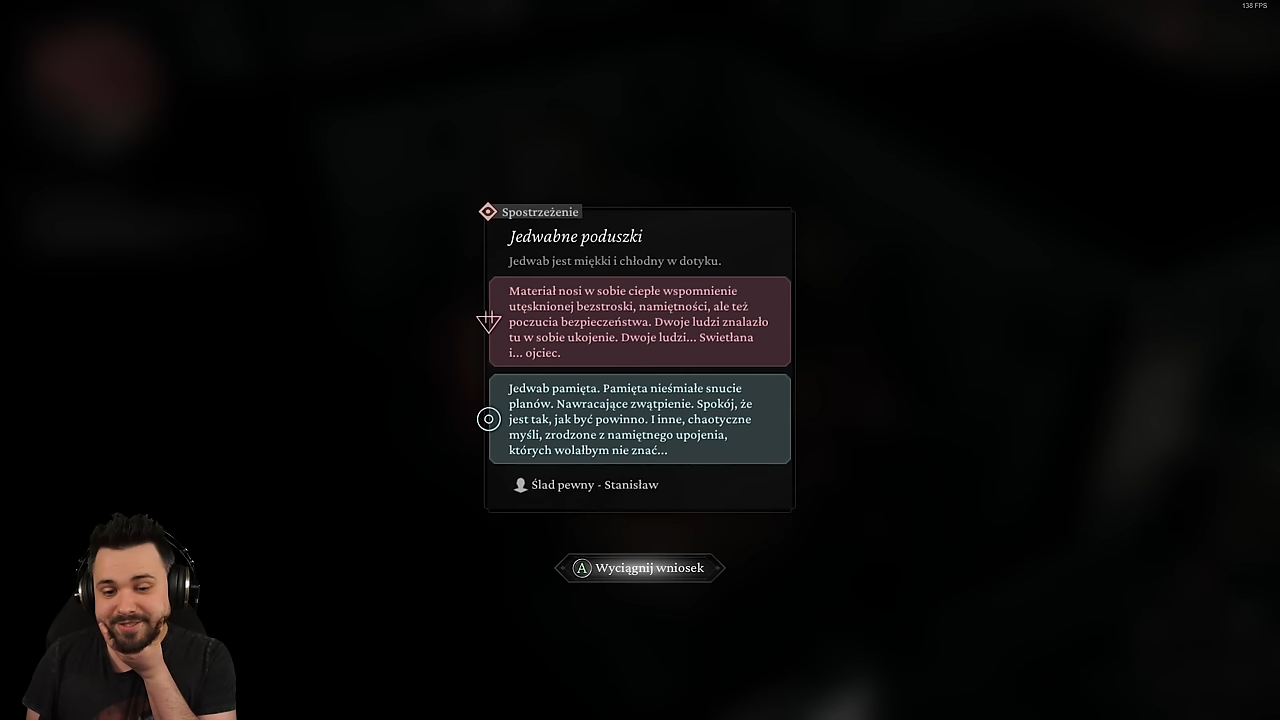 138 FPS
Spostrzeżenie
Jedwabne poduszki
Jedwab jest miękki i chłodny w dotyku.
Materiał nosi w sobie ciepłe wspomnienie
utęsknionej bezstroski, namiętności, ale też
poczucia bezpieczeństwa. Dwoje ludzi znalazło
tu w sobie ukojenie. Dwoje ludzi... Swietłana
i... ojciec.
Jedwab pamięta. Pamięta nieśmiałe snucie
planów. Nawracające zwątpienie. Spokój, że
jest tak, jak być powinno. I inne, chaotyczne
myśli, zrodzone z namiętnego upojenia,
których wolałbym nie znać...
Ślad pewny - Stanisław
A Wyciągnij wniosek